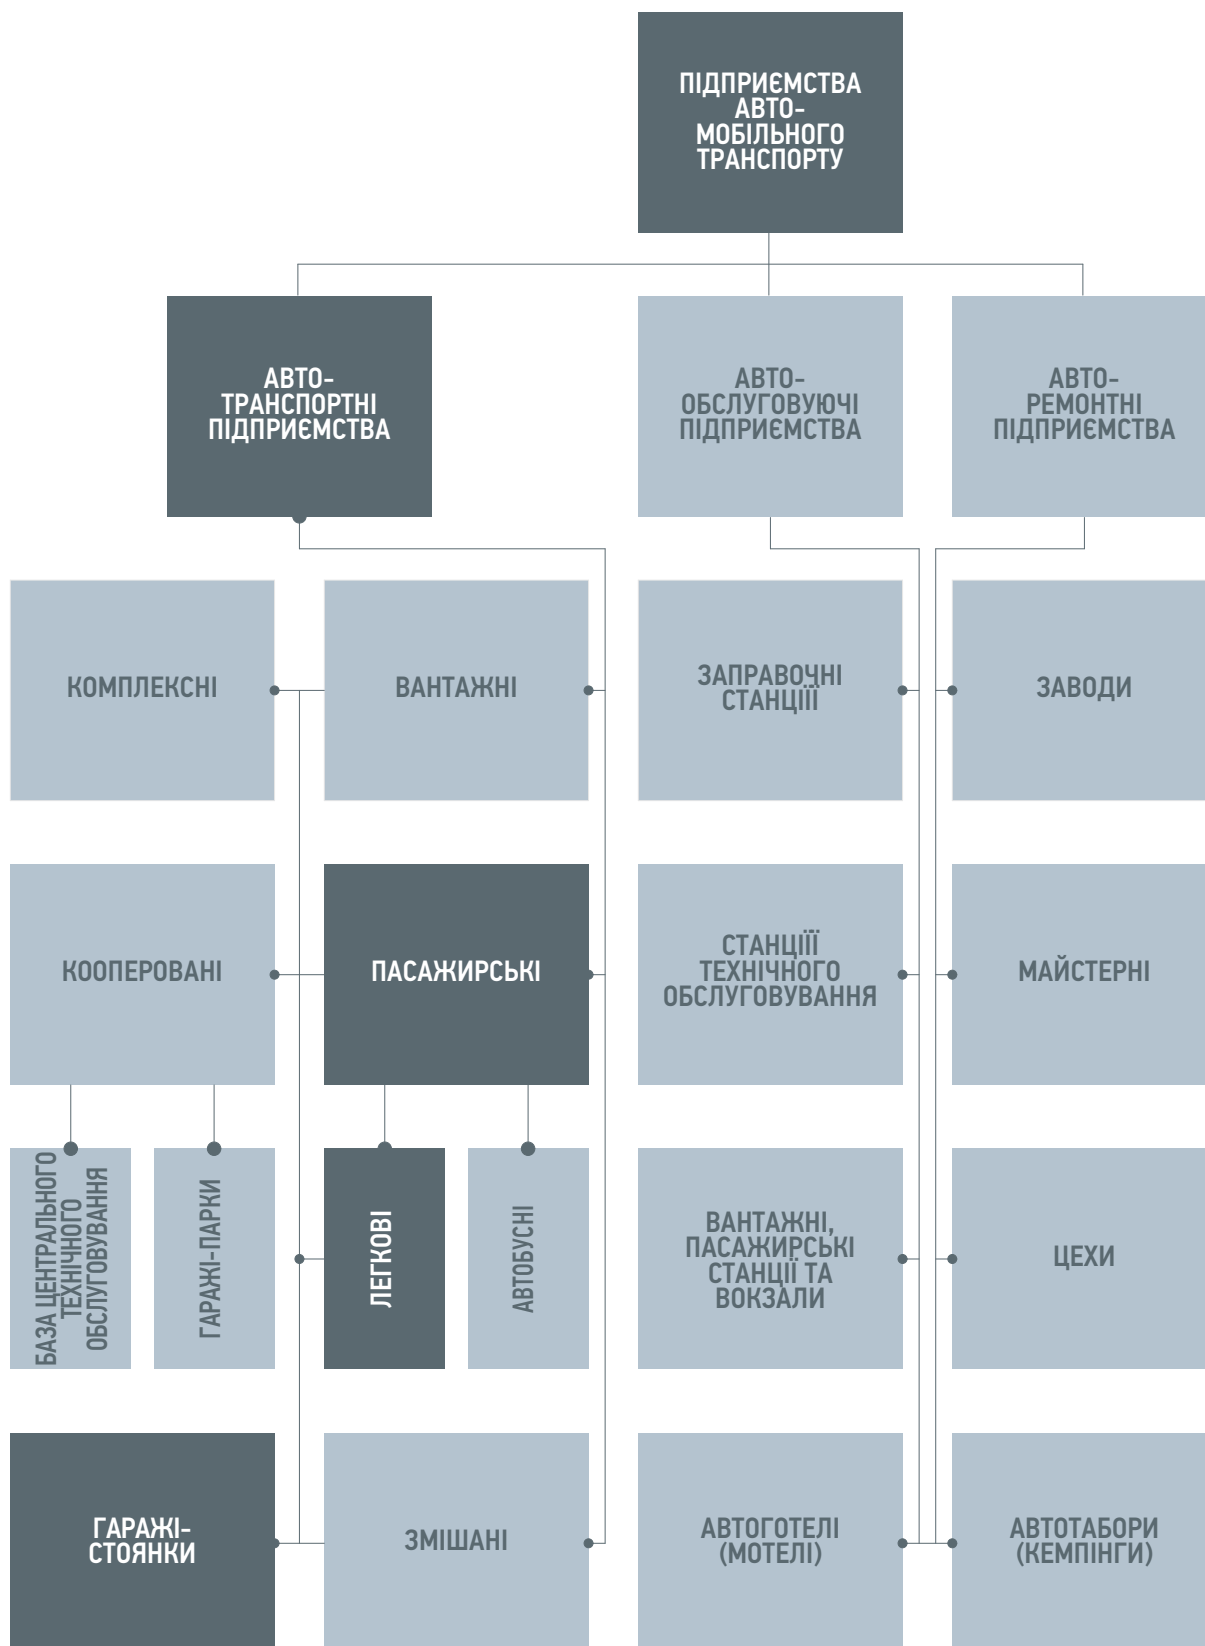 ПІДПРИЄМСТВА
АВТО-
МОБІЛЬНОГО
ТРАНСПОРТУ
АВТО-
ТРАНСПОРТНІ
ПІДПРИЄМСТВА
АВТО-
ОБСЛУГОВУЮЧІ
ПІДПРИЄМСТВА
АВТО-
РЕМОНТНІ
ПІДПРИЄМСТВА
КОМПЛЕКСНІ
ВАНТАЖНІ
ЗАПРАВОЧНІ
СТАНЦІЇЇ
ЗАВОДИ
КООПЕРОВАНІ
ПАСАЖИРСЬКІ
СТАНЦІЇЇ
ТЕХНІЧНОГО
ОБСЛУГОВУВАННЯ
МАЙСТЕРНІ
БАЗА ЦЕНТРАЛЬНОГО
ТЕХНІЧНОГО
ОБСЛУГОВУВАННЯ
ГАРАЖІ-ПАРКИ
ЛЕГКОВІ
АВТОБУСНІ
ВАНТАЖНІ,
ПАСАЖИРСЬКІ
СТАНЦІЇ ТА
ВОКЗАЛИ
ЦЕХИ
ГАРАЖІ-
СТОЯНКИ
ЗМІШАНІ
АВТОГОТЕЛІ
(МОТЕЛІ)
АВТОТАБОРИ
(КЕМПІНГИ)